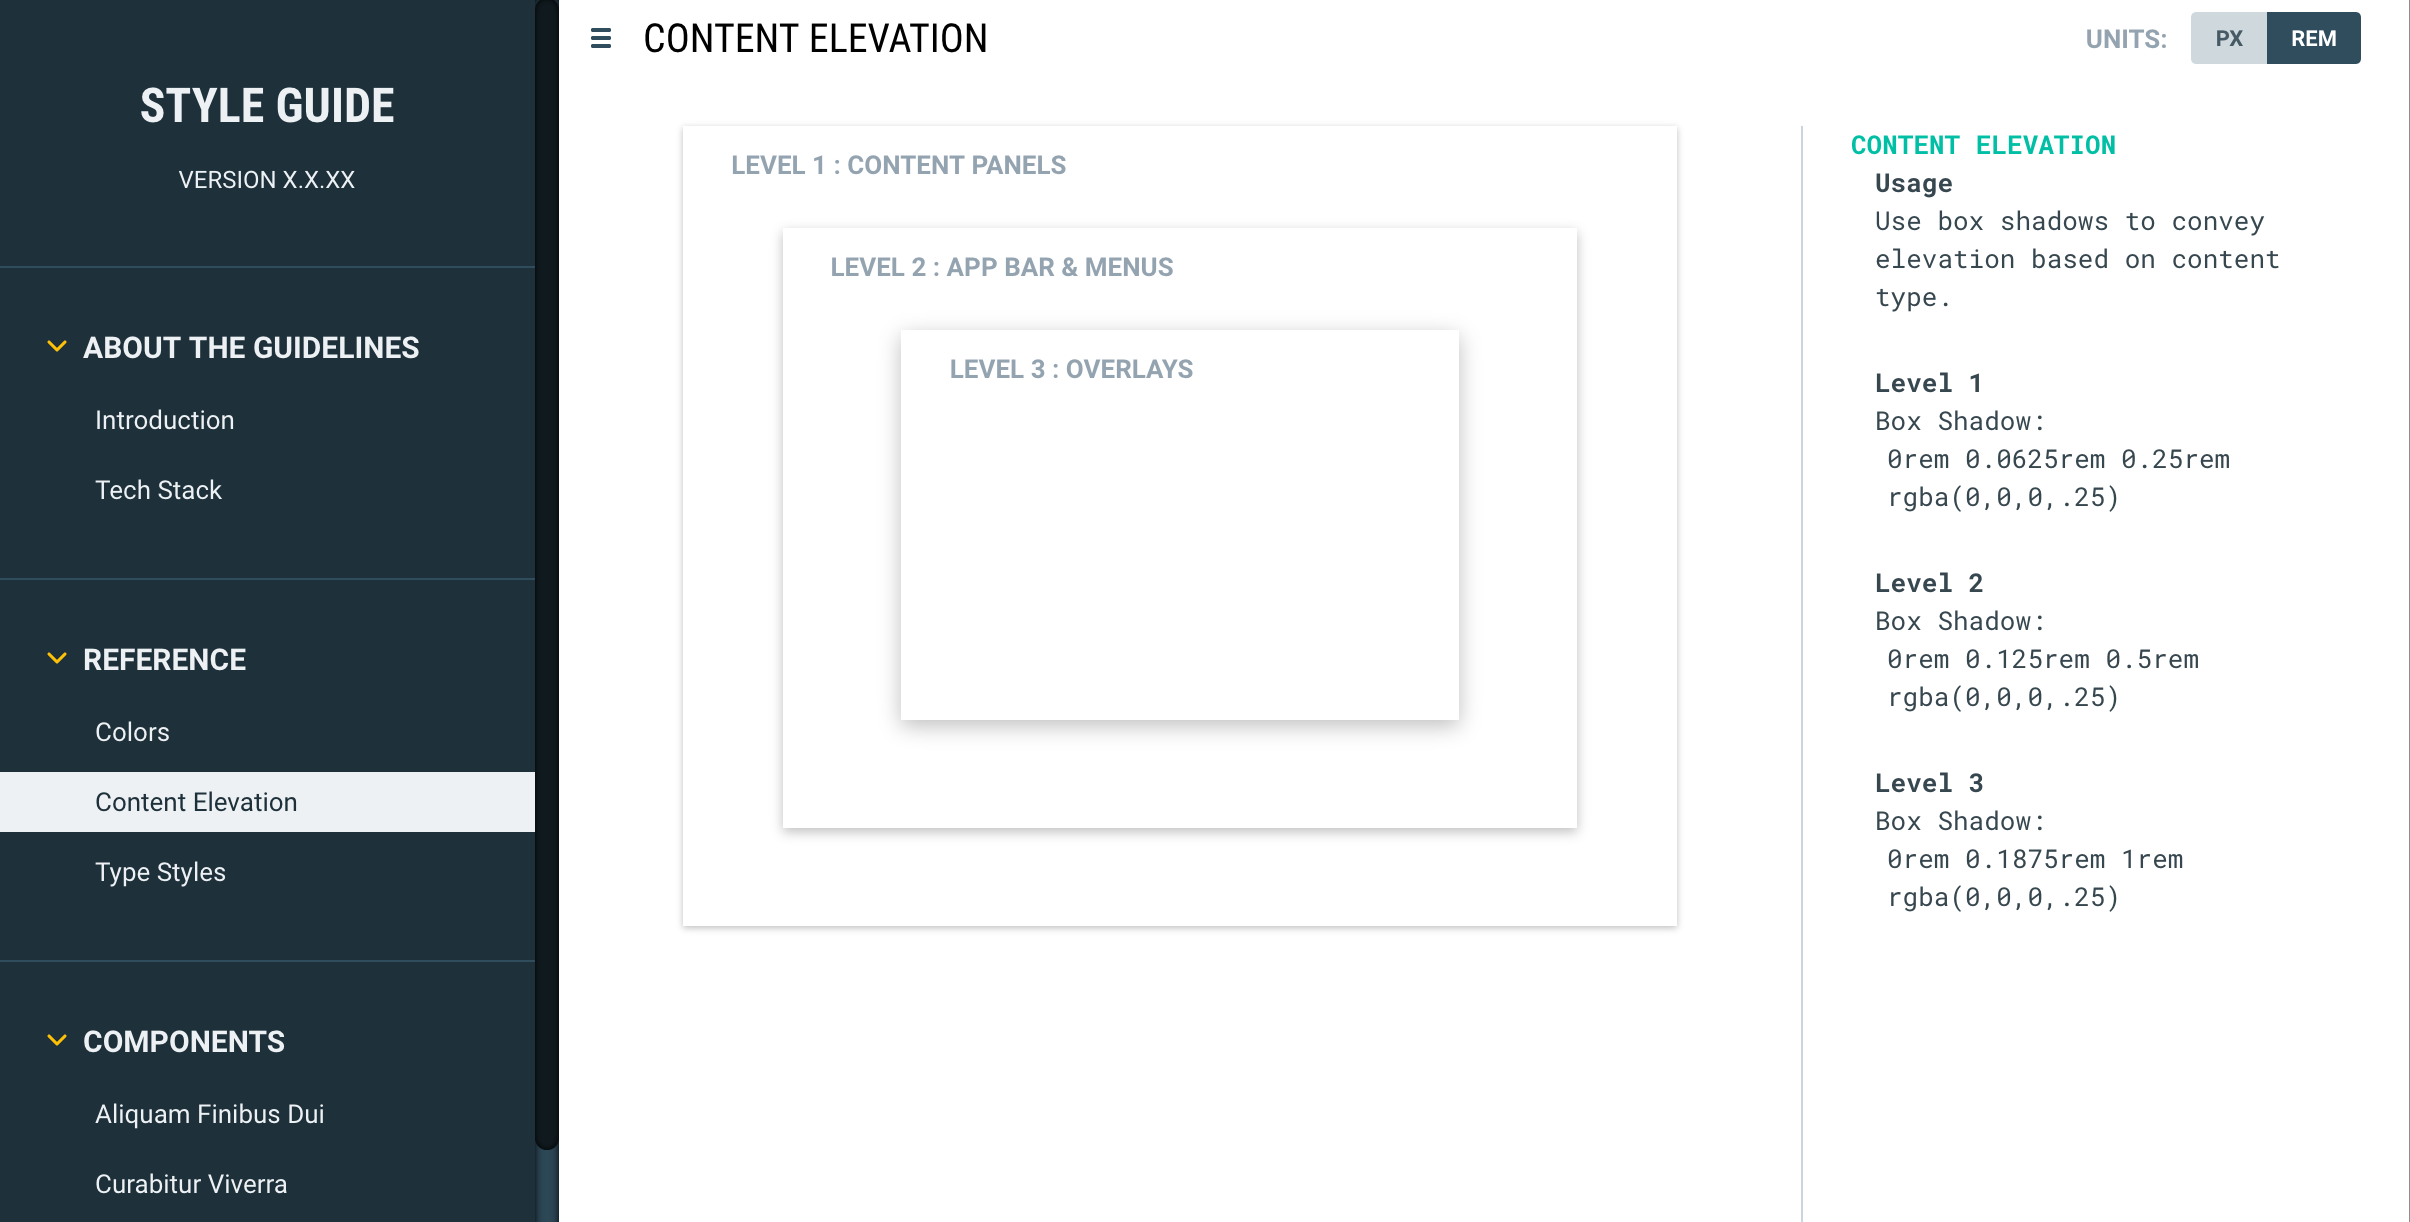 STYLE GUIDE
VERSION X.X.XX
ABOUT THE GUIDELINES
Introduction
Tech Stack
REFERENCE
Colors
Content Elevation
Type Styles
COMPONENTS
Aliquam Finibus Dui
Curabitur Viverra
CONTENT ELEVATION
UNITS: PX REM
LEVEL 1 : CONTENT PANELS
LEVEL 2 : APP BAR & MENUS
LEVEL 3 : OVERLAYS
CONTENT ELEVATION
Usage
Use box shadows to convey
elevation based on content
type.
Level 1
Box Shadow:
0rem 0.0625rem 0.25rem
rgba(0,0,0,.25)
Level 2
Box Shadow:
0rem 0.125rem 0.5rem
rgba(0,0,0,.25)
Level 3
Box Shadow:
0rem 0.1875rem 1rem
rgba(0,0,0,.25)